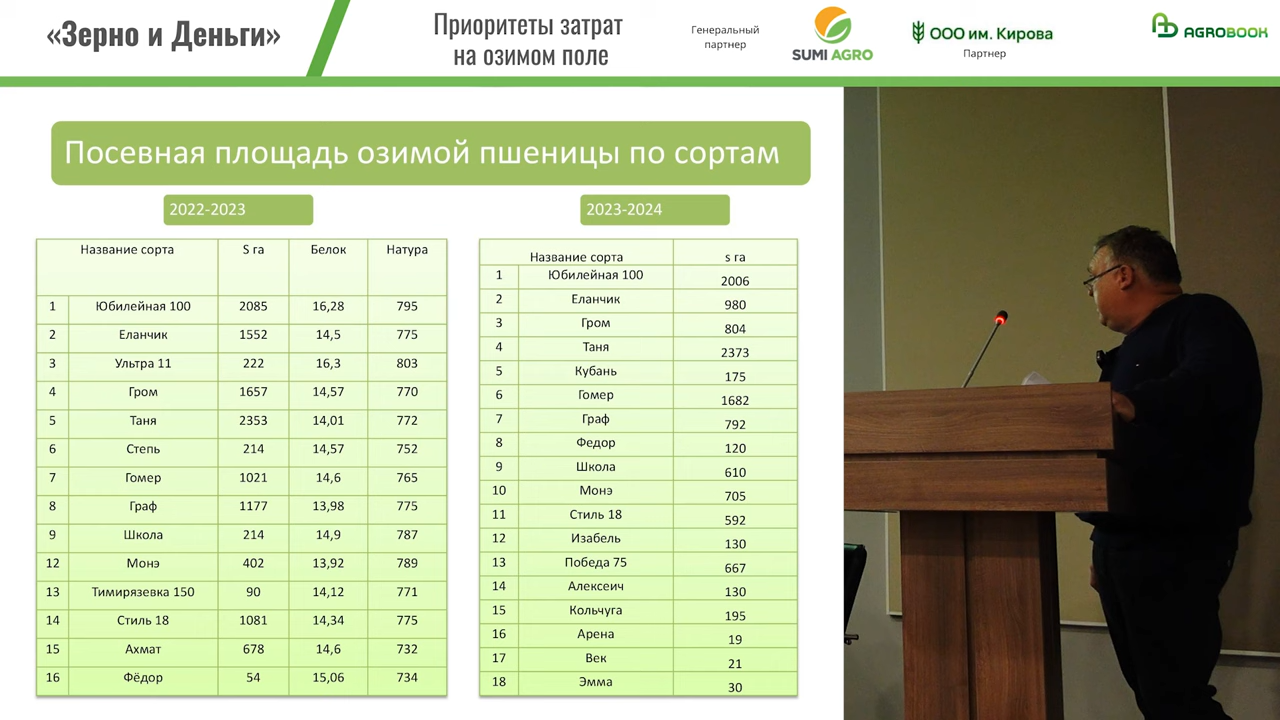 «Зерно и Деньги»
Приоритеты затрат
на озимом поле
Генеральный
партнер
SUMI AGRO
ООО им. Кирова
Партнер
AGROBOOK
Посевная площадь озимой пшеницы по сортам
2022-2023
Название сорта S га Белок Натура
1 Юбилейная 100 2085 16,28 795
2 Еланчик 1552 14,5 775
3 Ультра 11 222 16,3 803
4 Гром 1657 14,57 770
5 Таня 2353 14,01 772
6 Степь 214 14,57 752
7 Гомер 1021 14,6 765
8 Граф 1177 13,98 775
9 Школа 214 14,9 787
12 Монэ 402 13,92 789
13 Тимирязевка 150 90 14,12 771
14 Стиль 18 1081 14,34 775
15 Ахмат 678 14,6 732
16 Фёдор 54 15,06 734
2023-2024
Название сорта s га
1 Юбилейная 100 2006
2 Еланчик 980
3 Гром 804
4 Таня 2373
5 Кубань 175
6 Гомер 1682
7 Граф 792
8 Федор 120
9 Школа 610
10 Монэ 705
11 Стиль 18 592
12 Изабель 130
13 Победа 75 667
14 Алексеич 130
15 Кольчуга 195
16 Арена 19
17 Век 21
18 Эмма 30